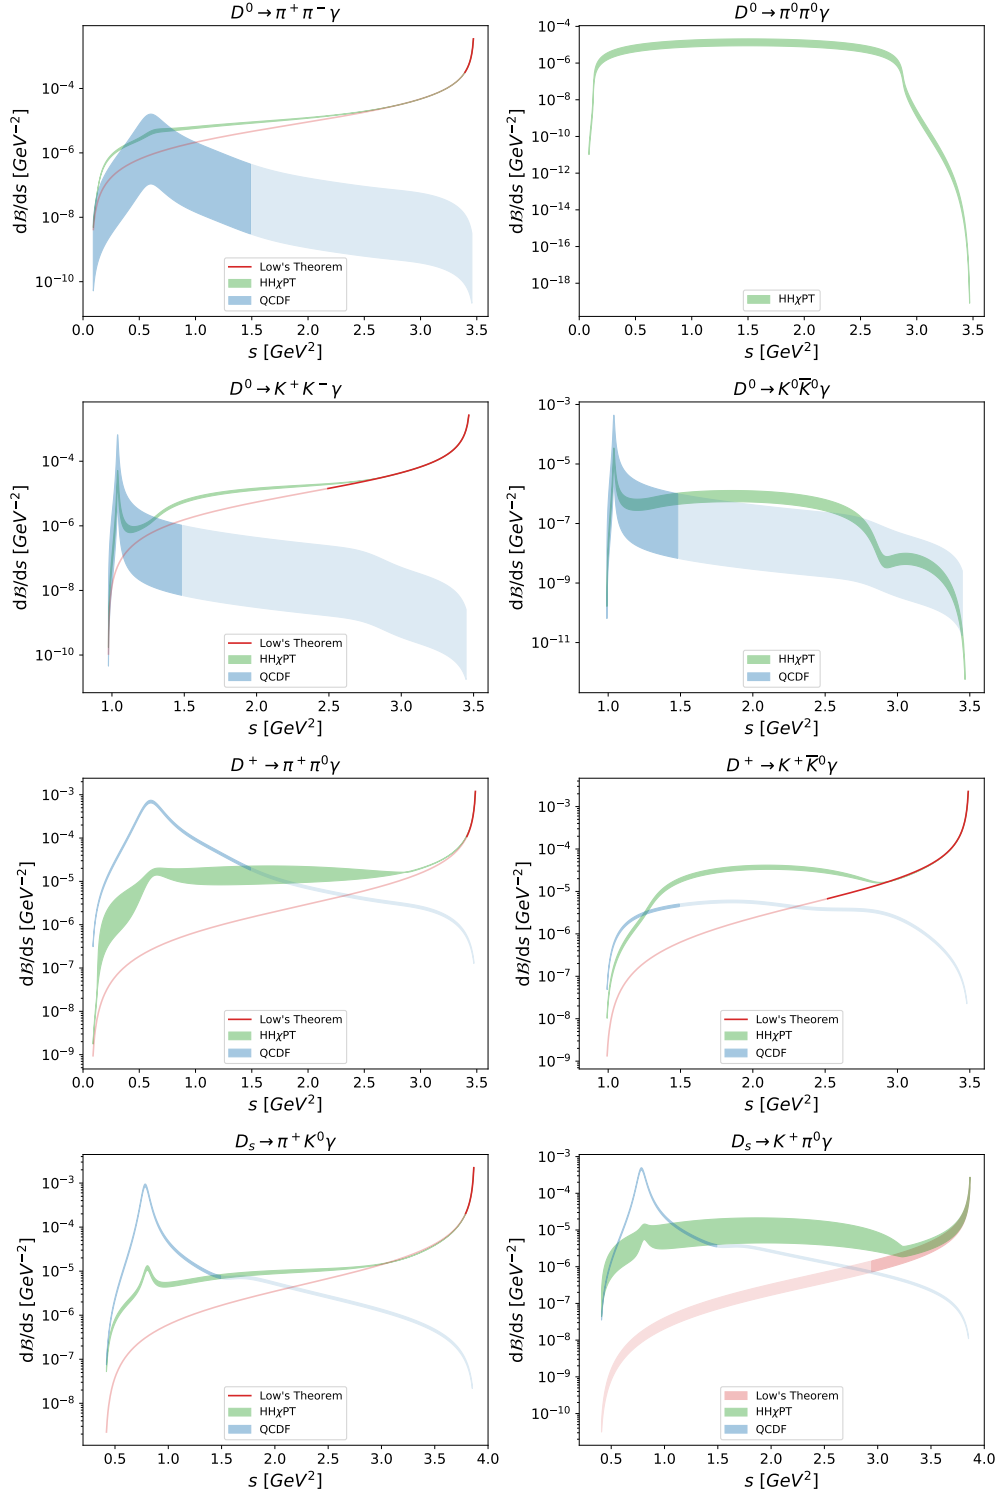 D⁰ → π⁺π⁻γ
dℬ/ds [GeV⁻²]
10⁻⁴
10⁻⁶
10⁻⁸
10⁻¹⁰
Low's Theorem
HHχPT
QCDF
0.0 0.5 1.0 1.5 2.0 2.5 3.0 3.5
s [GeV²]
D⁰ → π⁰π⁰γ
dℬ/ds [GeV⁻²]
10⁻⁴
10⁻⁶
10⁻⁸
10⁻¹⁰
10⁻¹²
10⁻¹⁴
10⁻¹⁶
10⁻¹⁸
HHχPT
0.0 0.5 1.0 1.5 2.0 2.5 3.0 3.5
s [GeV²]
D⁰ → K⁺K⁻γ
dℬ/ds [GeV⁻²]
10⁻⁴
10⁻⁶
10⁻⁸
10⁻¹⁰
Low's Theorem
HHχPT
QCDF
1.0 1.5 2.0 2.5 3.0 3.5
s [GeV²]
D⁰ → K⁰K̅⁰γ
dℬ/ds [GeV⁻²]
10⁻³
10⁻⁵
10⁻⁷
10⁻⁹
10⁻¹¹
HHχPT
QCDF
1.0 1.5 2.0 2.5 3.0 3.5
s [GeV²]
D⁺ → π⁺π⁰γ
dℬ/ds [GeV⁻²]
10⁻³
10⁻⁴
10⁻⁵
10⁻⁶
10⁻⁷
10⁻⁸
10⁻⁹
Low's Theorem
HHχPT
QCDF
0.0 0.5 1.0 1.5 2.0 2.5 3.0 3.5
s [GeV²]
D⁺ → K⁺K̅⁰γ
dℬ/ds [GeV⁻²]
10⁻³
10⁻⁴
10⁻⁵
10⁻⁶
10⁻⁷
10⁻⁸
10⁻⁹
Low's Theorem
HHχPT
QCDF
1.0 1.5 2.0 2.5 3.0 3.5
s [GeV²]
Dₛ → π⁺K⁰γ
dℬ/ds [GeV⁻²]
10⁻³
10⁻⁴
10⁻⁵
10⁻⁶
10⁻⁷
10⁻⁸
Low's Theorem
HHχPT
QCDF
0.5 1.0 1.5 2.0 2.5 3.0 3.5 4.0
s [GeV²]
Dₛ → K⁺π⁰γ
dℬ/ds [GeV⁻²]
10⁻³
10⁻⁴
10⁻⁵
10⁻⁶
10⁻⁷
10⁻⁸
10⁻⁹
10⁻¹⁰
Low's Theorem
HHχPT
QCDF
0.5 1.0 1.5 2.0 2.5 3.0 3.5 4.0
s [GeV²]